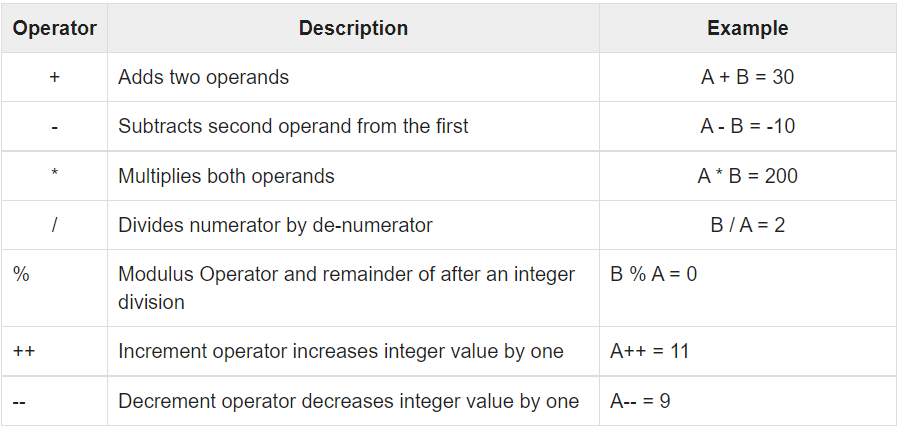 Operator Description Example
+ Adds two operands A + B = 30
- Subtracts second operand from the first A - B = -10
* Multiplies both operands A * B = 200
/ Divides numerator by de-numerator B / A = 2
% Modulus Operator and remainder of after an integer B % A = 0
division
++ Increment operator increases integer value by one A++ = 11
-- Decrement operator decreases integer value by one A-- = 9